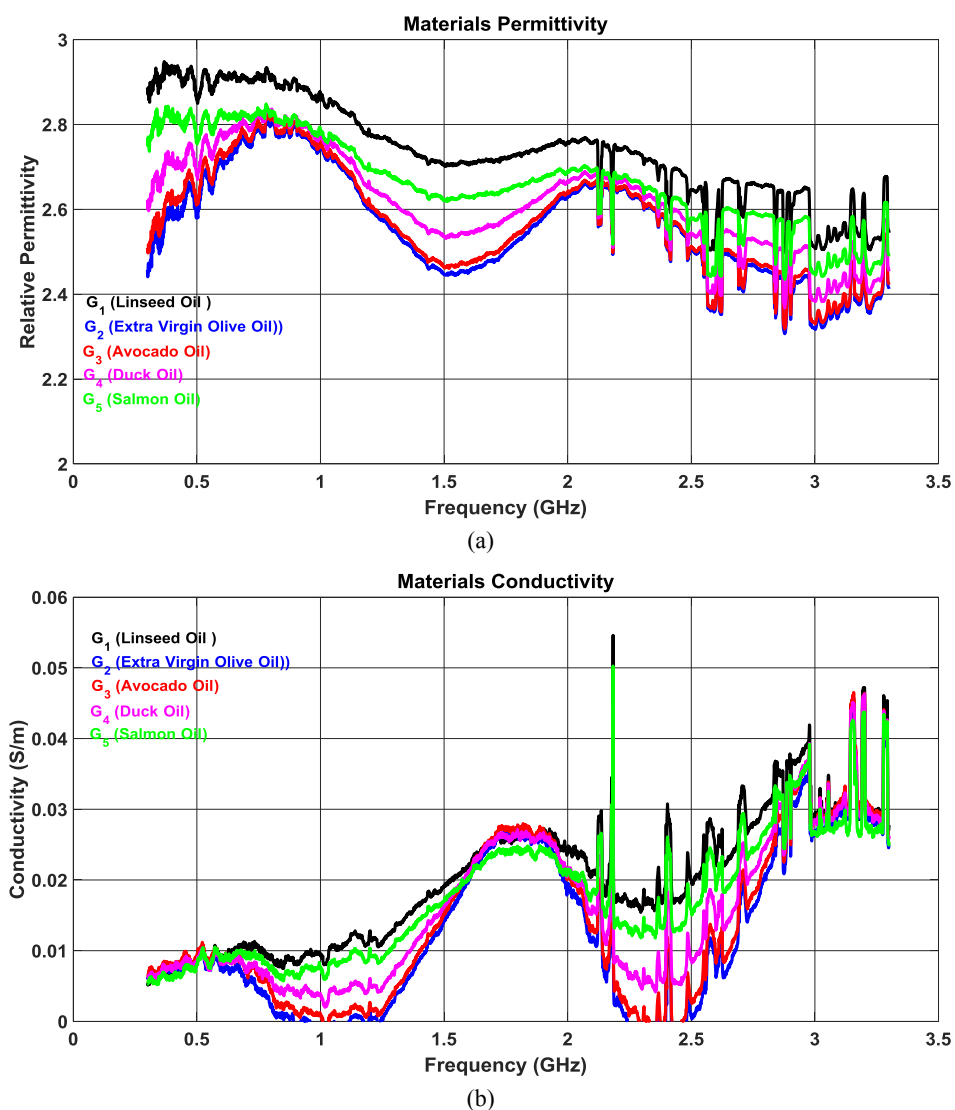 Materials Permittivity
3
2.8
2.6
2.4
2.2
2
Relative Permittivity
G1 (Linseed Oil )
G2 (Extra Virgin Olive Oil))
G3 (Avocado Oil)
G4 (Duck Oil)
G5 (Salmon Oil)
0 0.5 1 1.5 2 2.5 3 3.5
Frequency (GHz)
(a)
Materials Conductivity
0.06
0.05
0.04
0.03
0.02
0.01
0
Conductivity (S/m)
G1 (Linseed Oil )
G2 (Extra Virgin Olive Oil))
G3 (Avocado Oil)
G4 (Duck Oil)
G5 (Salmon Oil)
0 0.5 1 1.5 2 2.5 3 3.5
Frequency (GHz)
(b)